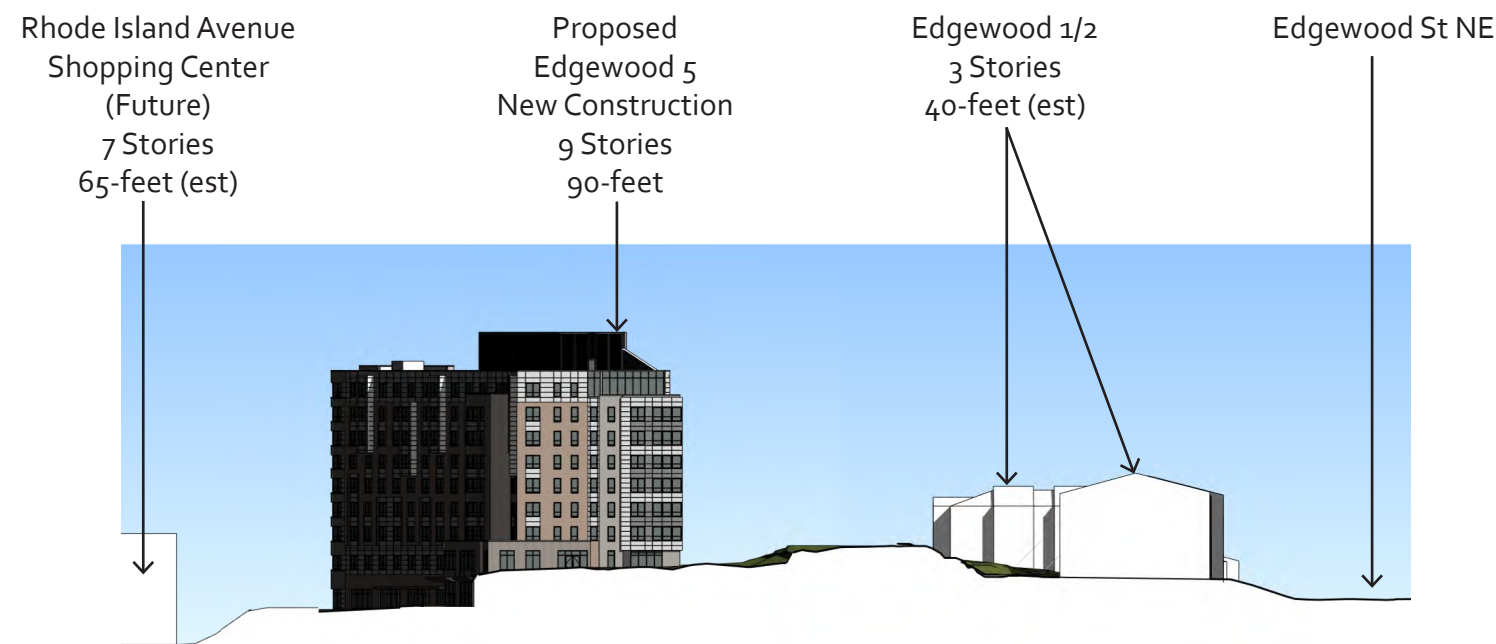 Rhode Island Avenue
Shopping Center
(Future)
7 Stories
65-feet (est)
Proposed
Edgewood 5
New Construction
9 Stories
90-feet
Edgewood 1/2
3 Stories
40-feet (est)
Edgewood St NE